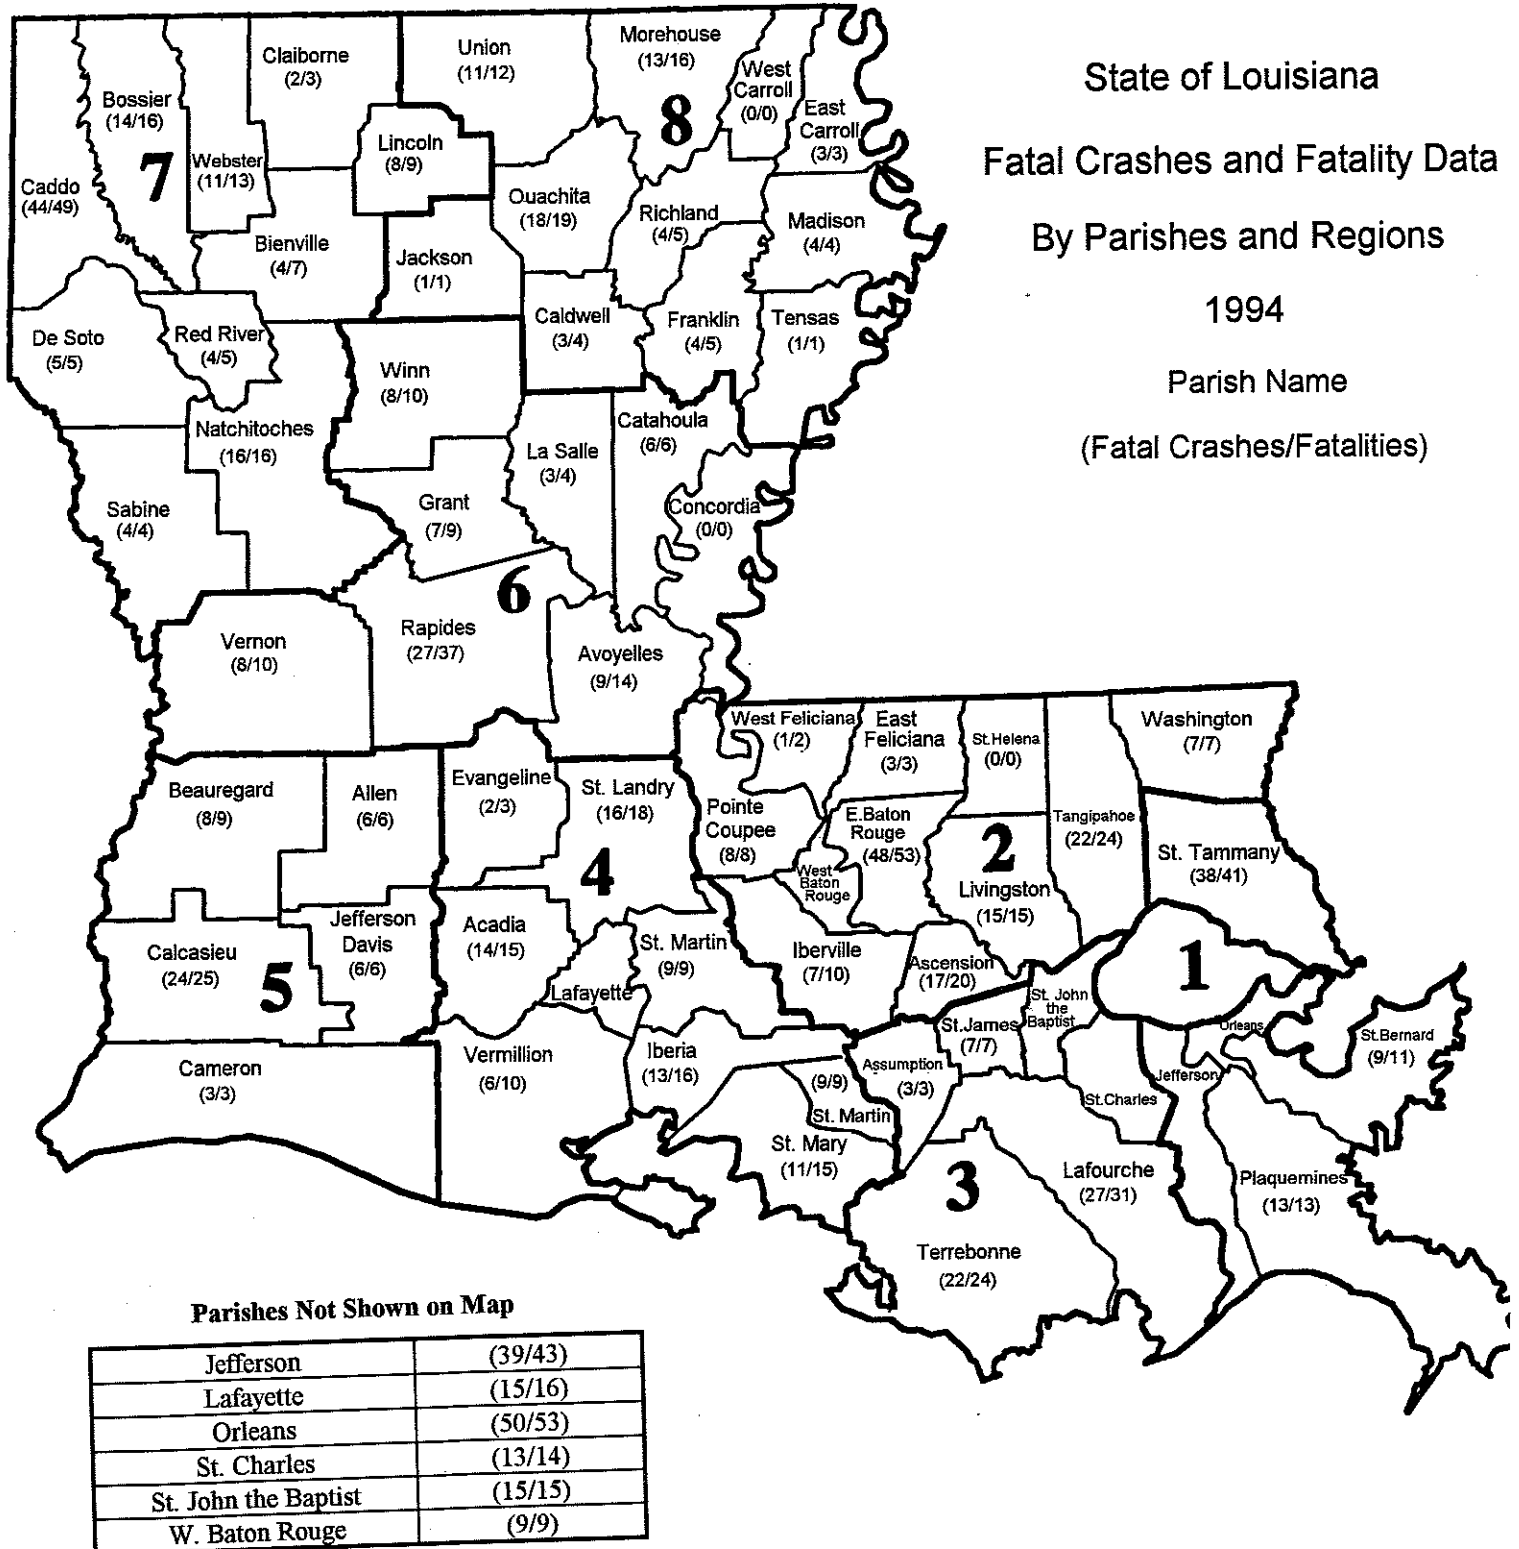 State of Louisiana
Fatal Crashes and Fatality Data
By Parishes and Regions
1994
Parish Name
(Fatal Crashes/Fatalities)
Claiborne
(2/3)
Union
(11/12)
Morehouse
(13/16)
West
Carroll
(0/0)
East
Carroll
(3/3)
Bossier
(14/16)
7
Webster
(11/13)
Lincoln
(8/9)
8
Caddo
(44/49)
Ouachita
(18/19)
Richland
(4/5)
Madison
(4/4)
Bienville
(4/7)
Jackson
(1/1)
De Soto
(5/5)
Red River
(4/5)
Caldwell
(3/4)
Franklin
(4/5)
Tensas
(1/1)
Winn
(8/10)
Natchitoches
(16/16)
La Salle
(3/4)
Catahoula
(6/6)
Sabine
(4/4)
Grant
(7/9)
Concordia
(0/0)
6
Vernon
(8/10)
Rapides
(27/37)
Avoyelles
(9/14)
West Feliciana
(1/2)
East
Feliciana
(3/3)
St.Helena
(0/0)
Washington
(7/7)
Beauregard
(8/9)
Allen
(6/6)
Evangeline
(2/3)
St. Landry
(16/18)
Pointe
Coupee
(8/8)
E.Baton
Rouge
(48/53)
2
Tangipahoe
(22/24)
St. Tammany
(38/41)
4
West
Baton
Rouge
Livingston
(15/15)
Calcasieu
(24/25)
5
Jefferson
Davis
(6/6)
Acadia
(14/15)
Lafayette
St. Martin
(9/9)
Iberville
(7/10)
Ascension
(17/20)
1
St. John
the
Baptist
St.James
(7/7)
Orleans
St.Bernard
(9/11)
Cameron
(3/3)
Vermillion
(6/10)
Iberia
(13/16)
(9/9)
St. Martin
Assumption
(3/3)
Jefferson
St.Charles
St. Mary
(11/15)
3
Lafourche
(27/31)
Plaquemines
(13/13)
Terrebonne
(22/24)
Parishes Not Shown on Map
Jefferson (39/43)
Lafayette (15/16)
Orleans (50/53)
St. Charles (13/14)
St. John the Baptist (15/15)
W. Baton Rouge (9/9)